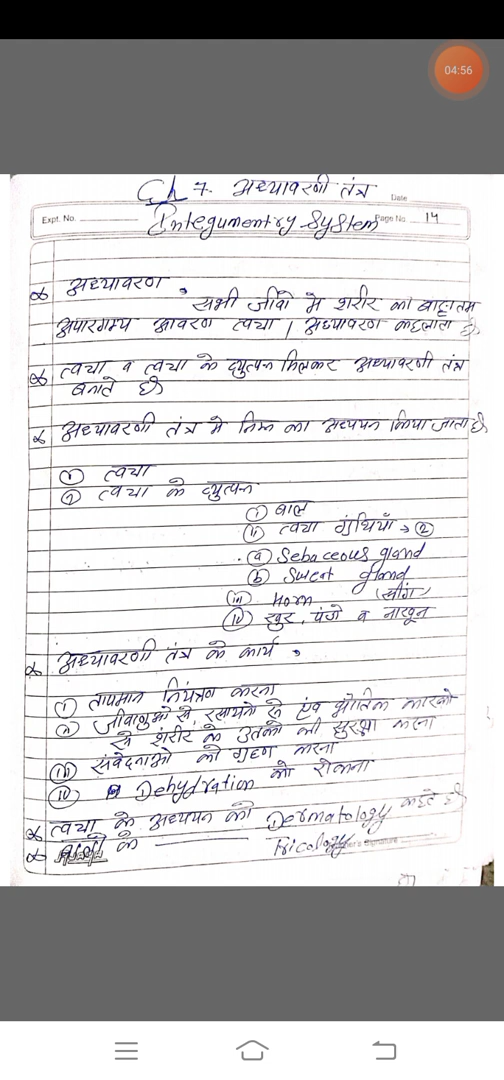 04:56
Ch 7. अध्यावरणी तंत्र
Date
Expt. No.
Integumentry System
Page No. 14
अध्यावरण
सभी जीवो मे शरीर का बाह्यतम
अपारगम्य आवरण त्वचा / अध्यावरण कहलाता है
त्वचा व त्वचा के व्युत्पन्न मिलकर अध्यावरणी तंत्र
बनाते है
अध्यावरणी तंत्र मे निम्न का अध्ययन किया जाता है
① त्वचा
② त्वचा के व्युत्पन्न
(i) बाल
(ii) त्वचा ग्रंथियाँ → ②
(a) Sebaceous gland
(b) Sweat gland
(iii) Horn (सींग)
(iv) खुर, पंजे व नाखून
अध्यावरणी तंत्र के कार्य
(i) तापमान नियंत्रण करना
(ii) जीवाणुओ से, रसायनो से एंव भौतिक कारको
से शरीर के उतको की सुरक्षा करना
(iii) संवेदनाओ को ग्रहण करना
(iv) Dehydration को रोकना
त्वचा के अध्ययन को Dermatology कहते है
के Tricology
's Signature